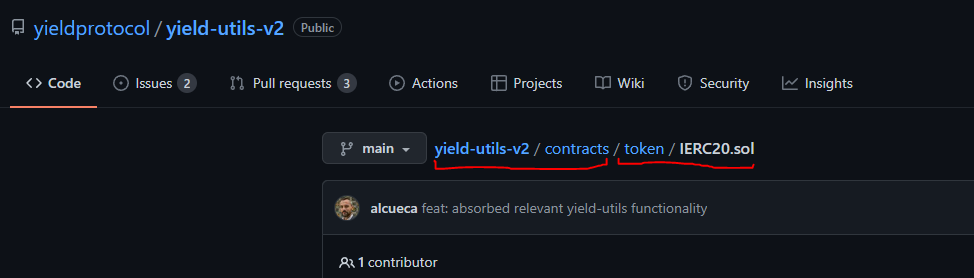 yieldprotocol / yield-utils-v2 Public
Code Issues 2 Pull requests 3 Actions Projects Wiki Security Insights
main yield-utils-v2 / contracts / token / IERC20.sol
alcueca feat: absorbed relevant yield-utils functionality
1 contributor